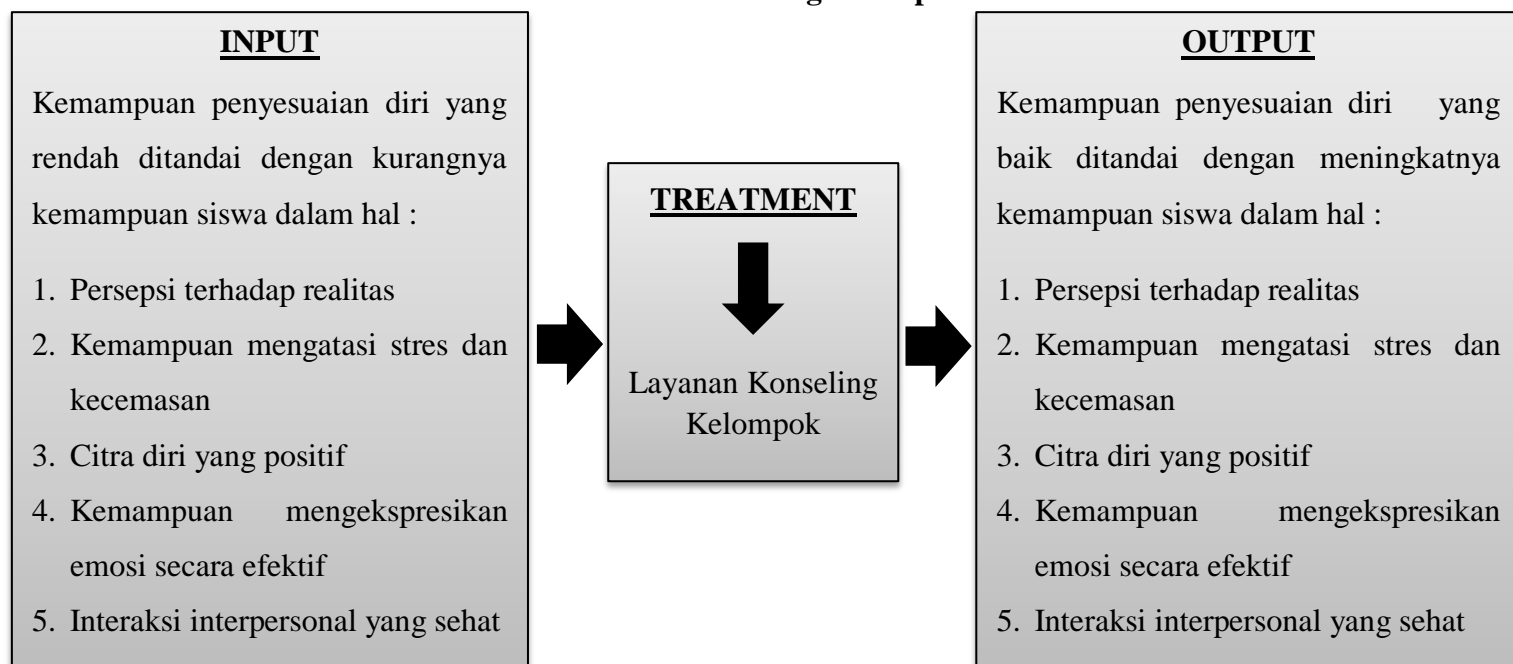 INPUT
Kemampuan penyesuaian diri yang
rendah ditandai dengan kurangnya
kemampuan siswa dalam hal :
1. Persepsi terhadap realitas
2. Kemampuan mengatasi stres dan
kecemasan
3. Citra diri yang positif
4. Kemampuan mengekspresikan
emosi secara efektif
5. Interaksi interpersonal yang sehat
TREATMENT
Layanan Konseling
Kelompok
OUTPUT
Kemampuan penyesuaian diri yang
baik ditandai dengan meningkatnya
kemampuan siswa dalam hal :
1. Persepsi terhadap realitas
2. Kemampuan mengatasi stres dan
kecemasan
3. Citra diri yang positif
4. Kemampuan mengekspresikan
emosi secara efektif
5. Interaksi interpersonal yang sehat